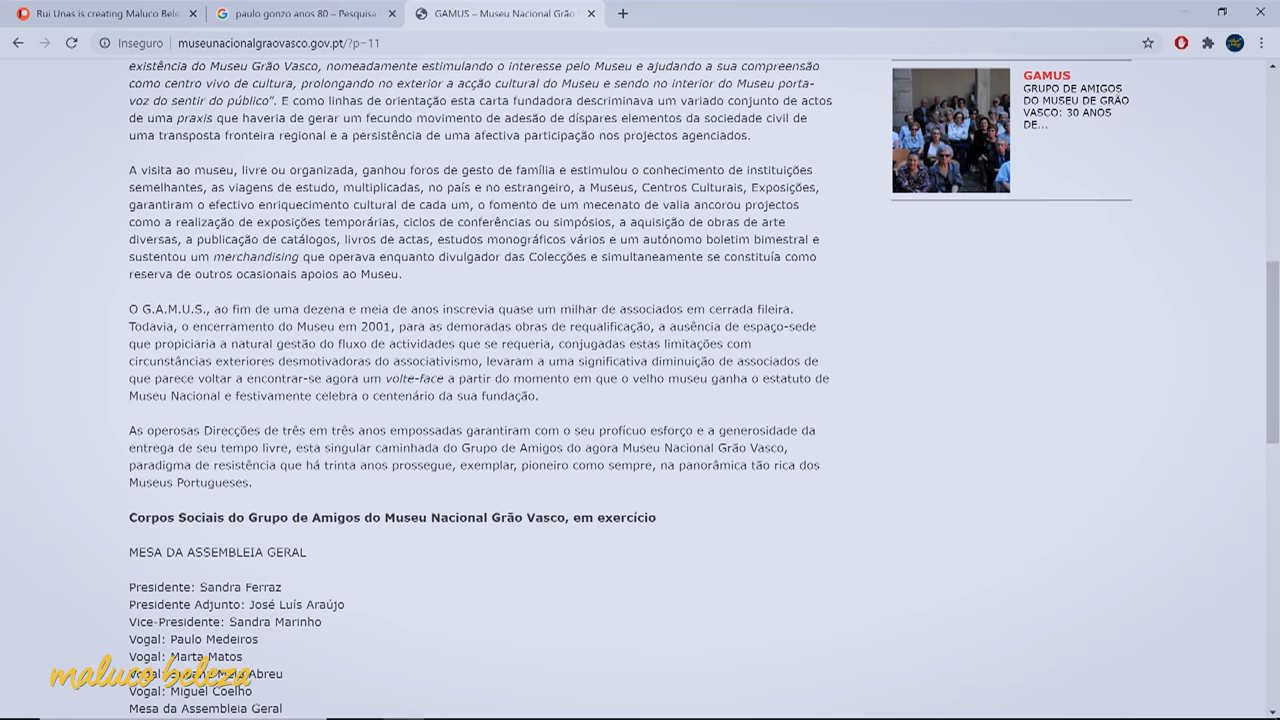 Rui Unas is creating Maluco Bele
paulo gonzo anos 80 – Pesquisa
GAMUS – Museu Nacional Grão V
Inseguro
museunacionalgraovasco.gov.pt/?p=11
existência do Museu Grão Vasco, nomeadamente estimulando o interesse pelo Museu e ajudando a sua compreensão
como centro vivo de cultura, prolongando no exterior a acção cultural do Museu e sendo no interior do Museu porta-
voz do sentir do público”. E como linhas de orientação esta carta fundadora descriminava um variado conjunto de actos
de uma praxis que haveria de gerar um fecundo movimento de adesão de díspares elementos da sociedade civil de
uma transposta fronteira regional e a persistência de uma afectiva participação nos projectos agenciados.
A visita ao museu, livre ou organizada, ganhou foros de gesto de família e estimulou o conhecimento de instituições
semelhantes, as viagens de estudo, multiplicadas, no país e no estrangeiro, a Museus, Centros Culturais, Exposições,
garantiram o efectivo enriquecimento cultural de cada um, o fomento de um mecenato de valia ancorou projectos
como a realização de exposições temporárias, ciclos de conferências ou simpósios, a aquisição de obras de arte
diversas, a publicação de catálogos, livros de actas, estudos monográficos vários e um autónomo boletim bimestral e
sustentou um merchandising que operava enquanto divulgador das Colecções e simultaneamente se constituía como
reserva de outros ocasionais apoios ao Museu.
O G.A.M.U.S., ao fim de uma dezena e meia de anos inscrevia quase um milhar de associados em cerrada fileira.
Todavia, o encerramento do Museu em 2001, para as demoradas obras de requalificação, a ausência de espaço-sede
que propiciaria a natural gestão do fluxo de actividades que se requeria, conjugadas estas limitações com
circunstâncias exteriores desmotivadoras do associativismo, levaram a uma significativa diminuição de associados de
que parece voltar a encontrar-se agora um volte-face a partir do momento em que o velho museu ganha o estatuto de
Museu Nacional e festivamente celebra o centenário da sua fundação.
As operosas Direcções de três em três anos empossadas garantiram com o seu profícuo esforço e a generosidade da
entrega de seu tempo livre, esta singular caminhada do Grupo de Amigos do agora Museu Nacional Grão Vasco,
paradigma de resistência que há trinta anos prossegue, exemplar, pioneiro como sempre, na panorâmica tão rica dos
Museus Portugueses.
Corpos Sociais do Grupo de Amigos do Museu Nacional Grão Vasco, em exercício
MESA DA ASSEMBLEIA GERAL
Presidente: Sandra Ferraz
Presidente Adjunto: José Luís Araújo
Vice-Presidente: Sandra Marinho
Vogal: Paulo Medeiros
Vogal: Marta Matos
Abreu
Vogal: Miguel Coelho
Mesa da Assembleia Geral
maluco beleza
GAMUS
GRUPO DE AMIGOS
DO MUSEU DE GRÃO
VASCO: 30 ANOS
DE...